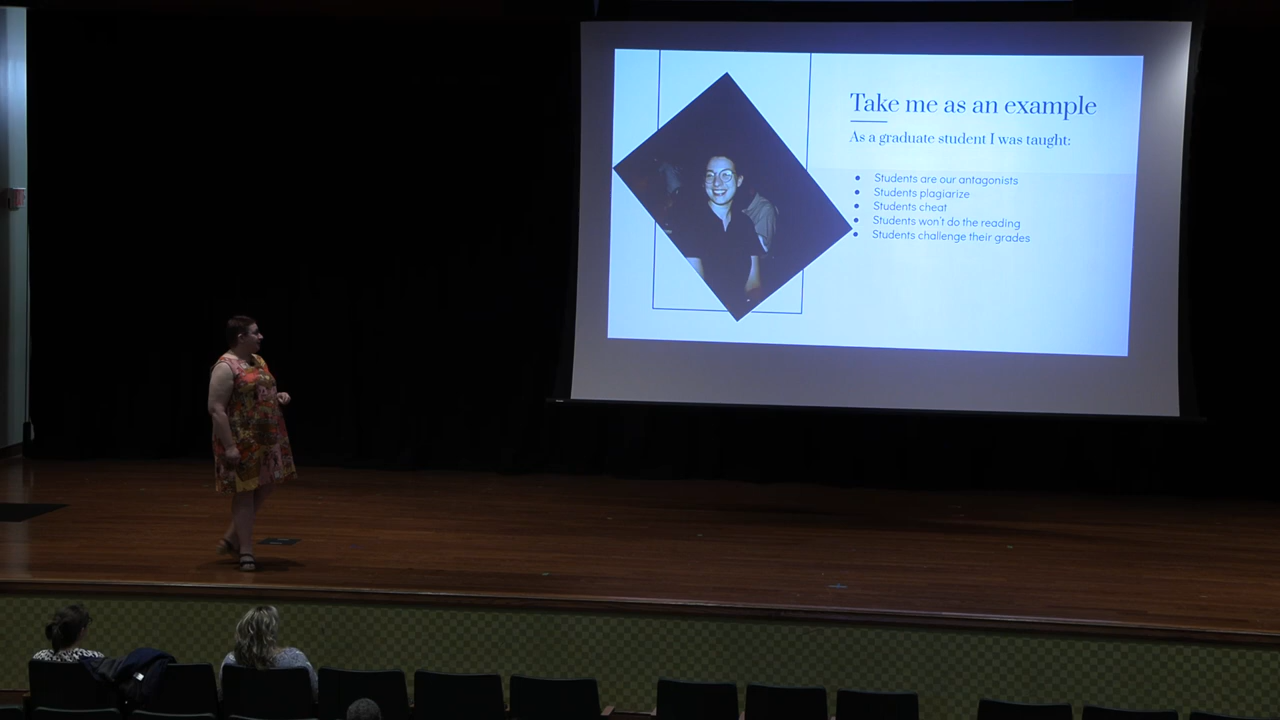 Take me as an example
As a graduate student I was taught:
• Students are our antagonists
• Students plagiarize
• Students cheat
• Students won't do the reading
• Students challenge their grades